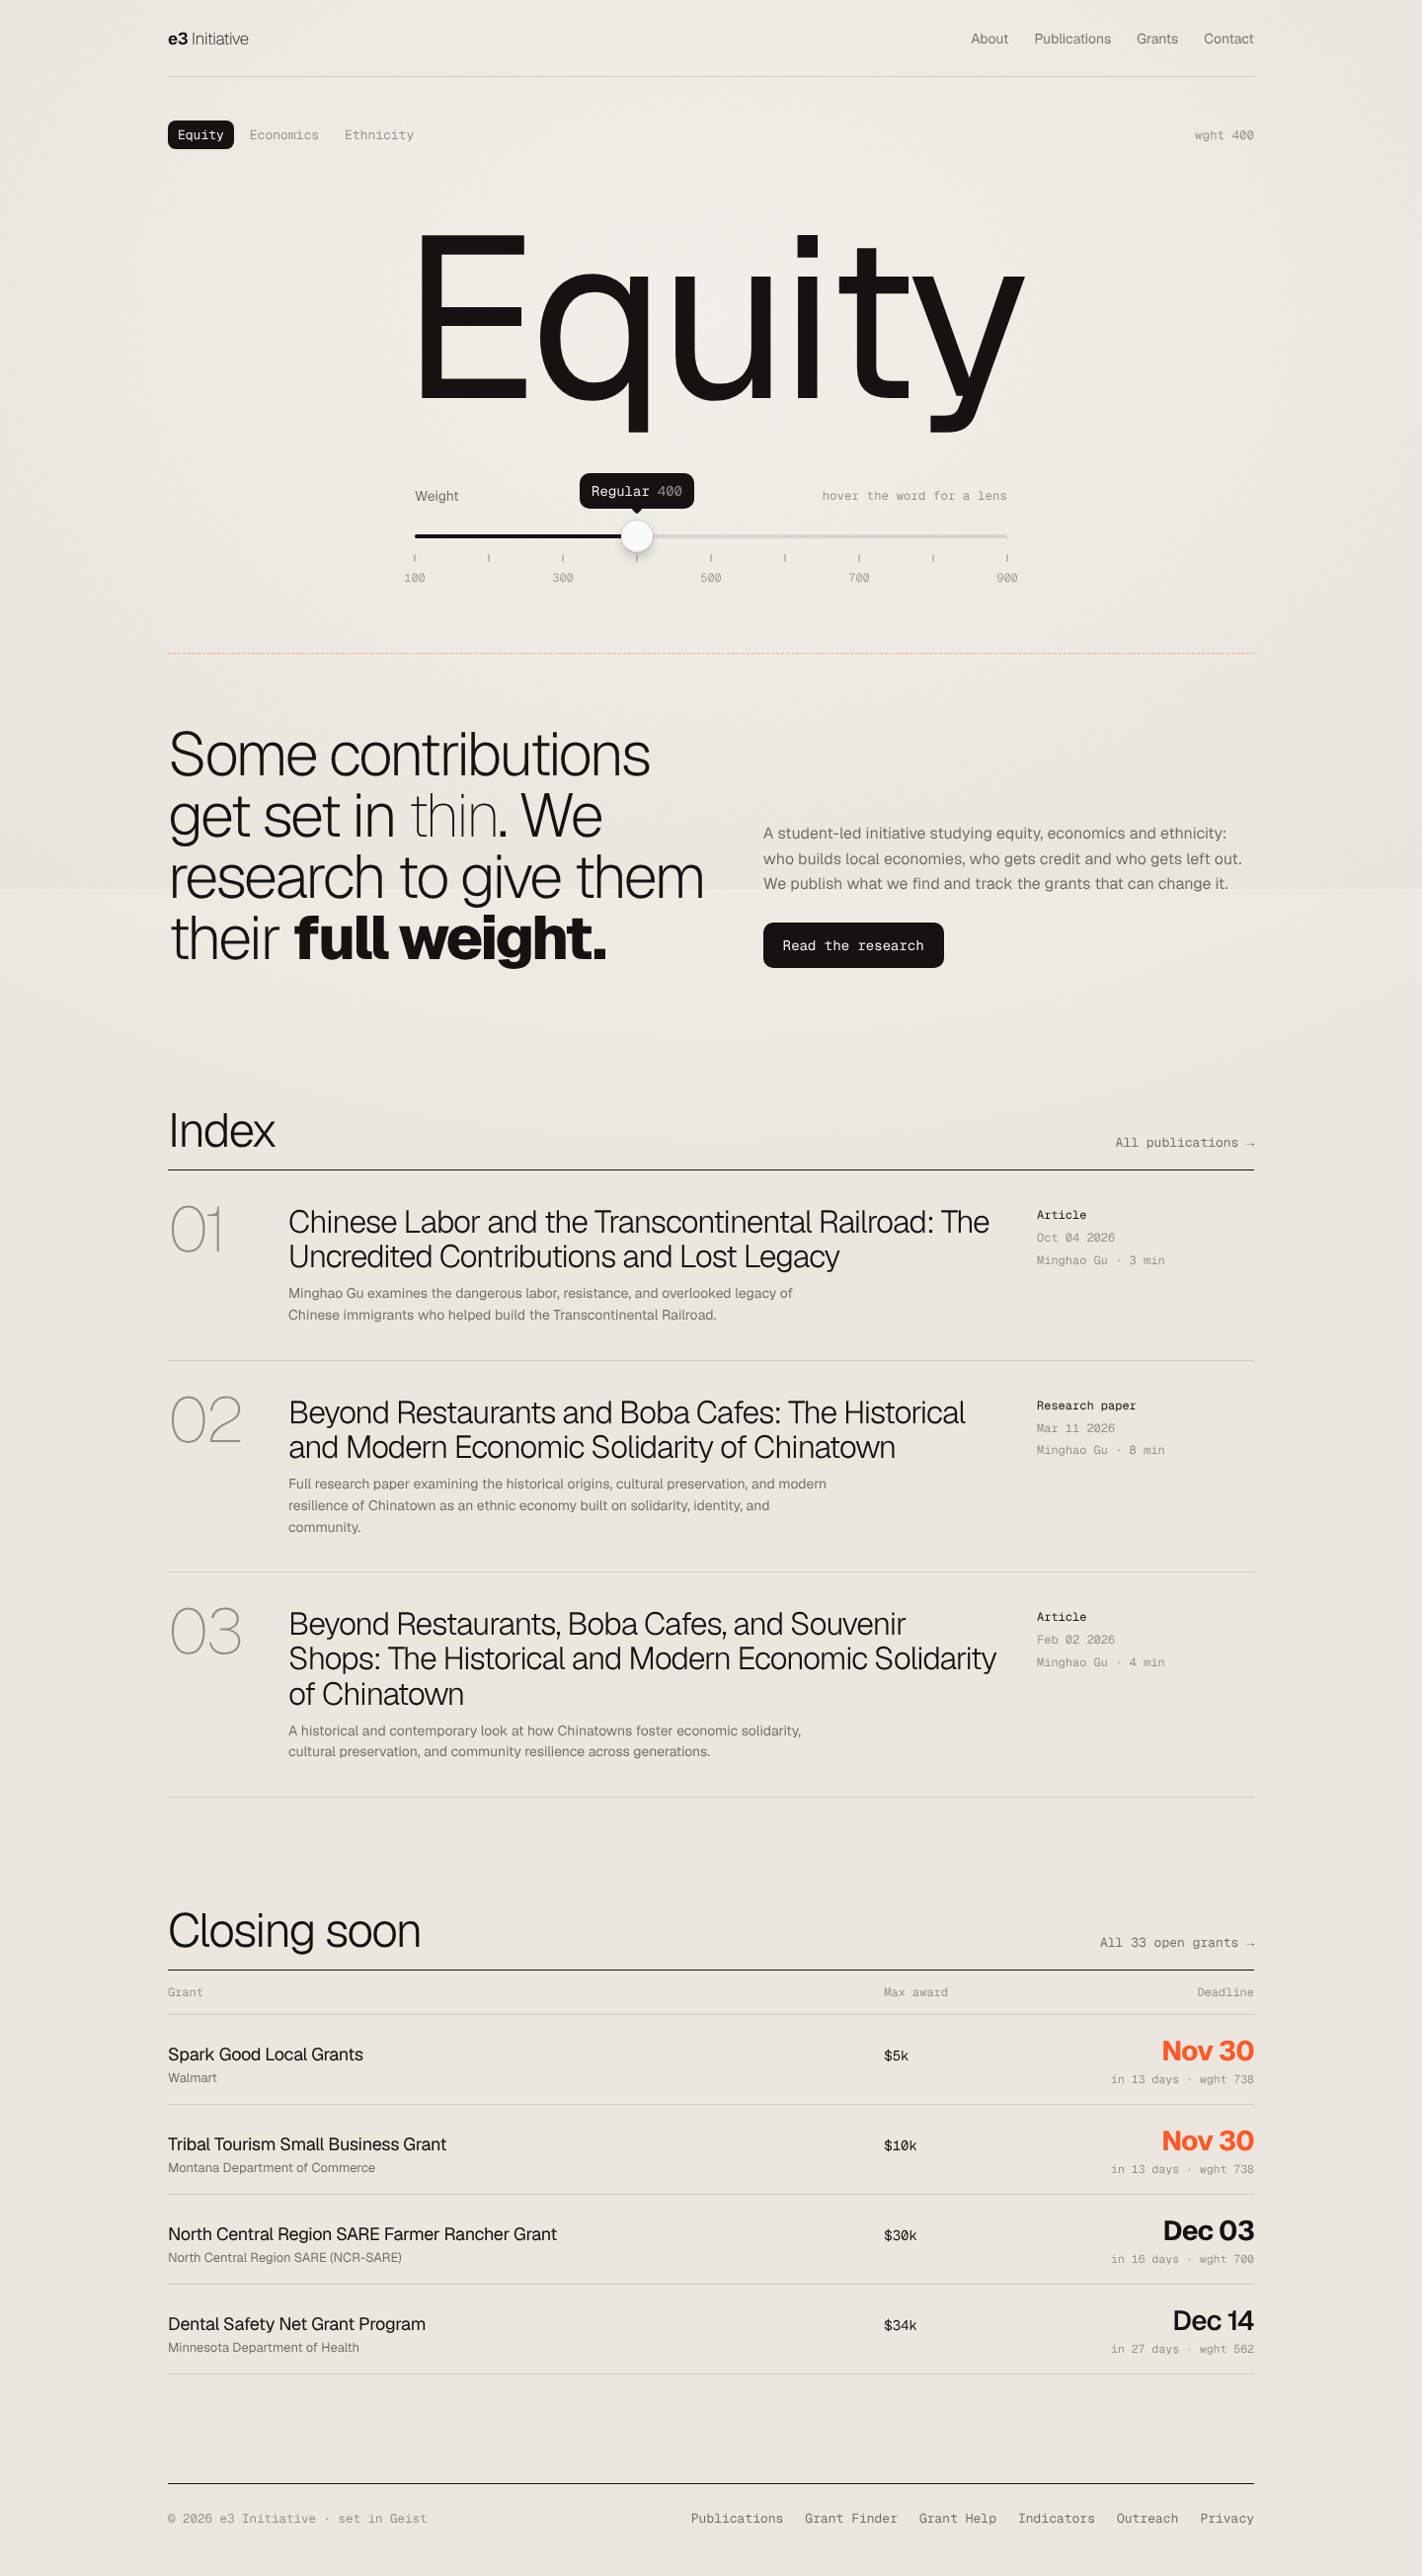 e3 Initiative
About Publications Grants Contact
Equity Economics Ethnicity
wght 400
Equity
Weight
Regular 400
hover the word for a lens
100 300 500 700 900
Some contributions
get set in thin. We
research to give them
their full weight.
A student-led initiative studying equity, economics and ethnicity:
who builds local economies, who gets credit and who gets left out.
We publish what we find and track the grants that can change it.
Read the research
Index
All publications →
01
Chinese Labor and the Transcontinental Railroad: The
Uncredited Contributions and Lost Legacy
Minghao Gu examines the dangerous labor, resistance, and overlooked legacy of
Chinese immigrants who helped build the Transcontinental Railroad.
Article
Oct 04 2026
Minghao Gu · 3 min
02
Beyond Restaurants and Boba Cafes: The Historical
and Modern Economic Solidarity of Chinatown
Full research paper examining the historical origins, cultural preservation, and modern
resilience of Chinatown as an ethnic economy built on solidarity, identity, and
community.
Research paper
Mar 11 2026
Minghao Gu · 8 min
03
Beyond Restaurants, Boba Cafes, and Souvenir
Shops: The Historical and Modern Economic Solidarity
of Chinatown
A historical and contemporary look at how Chinatowns foster economic solidarity,
cultural preservation, and community resilience across generations.
Article
Feb 02 2026
Minghao Gu · 4 min
Closing soon
All 33 open grants →
Grant Max award Deadline
Spark Good Local Grants
Walmart
$5k
Nov 30
in 13 days · wght 738
Tribal Tourism Small Business Grant
Montana Department of Commerce
$10k
Nov 30
in 13 days · wght 738
North Central Region SARE Farmer Rancher Grant
North Central Region SARE (NCR-SARE)
$30k
Dec 03
in 16 days · wght 700
Dental Safety Net Grant Program
Minnesota Department of Health
$34k
Dec 14
in 27 days · wght 562
© 2026 e3 Initiative · set in Geist
Publications Grant Finder Grant Help Indicators Outreach Privacy